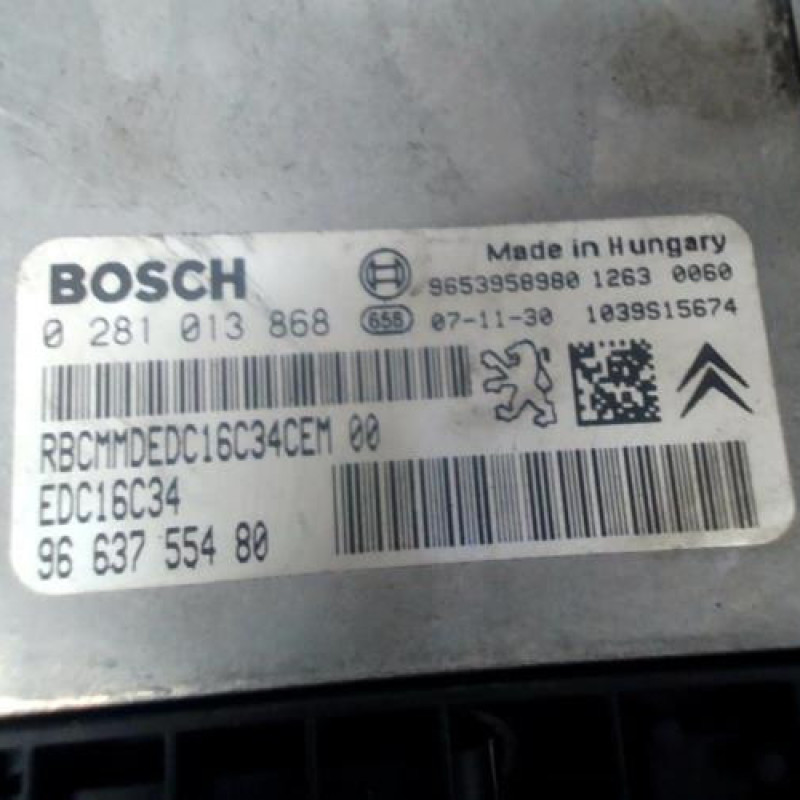 BOSCH
Made in Hungary
9653958980 1263 0060
0 281 013 868
656 07-11-30 1039S15674
RBCMMDEDC16C34CEM 00
EDC16C34
96 637 554 80